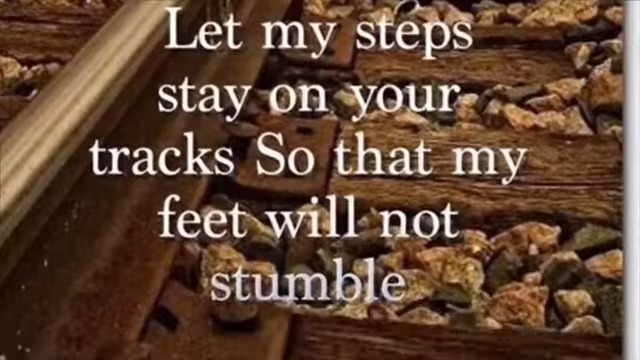 Let my steps
stay on your
tracks So that my
feet will not
stumble